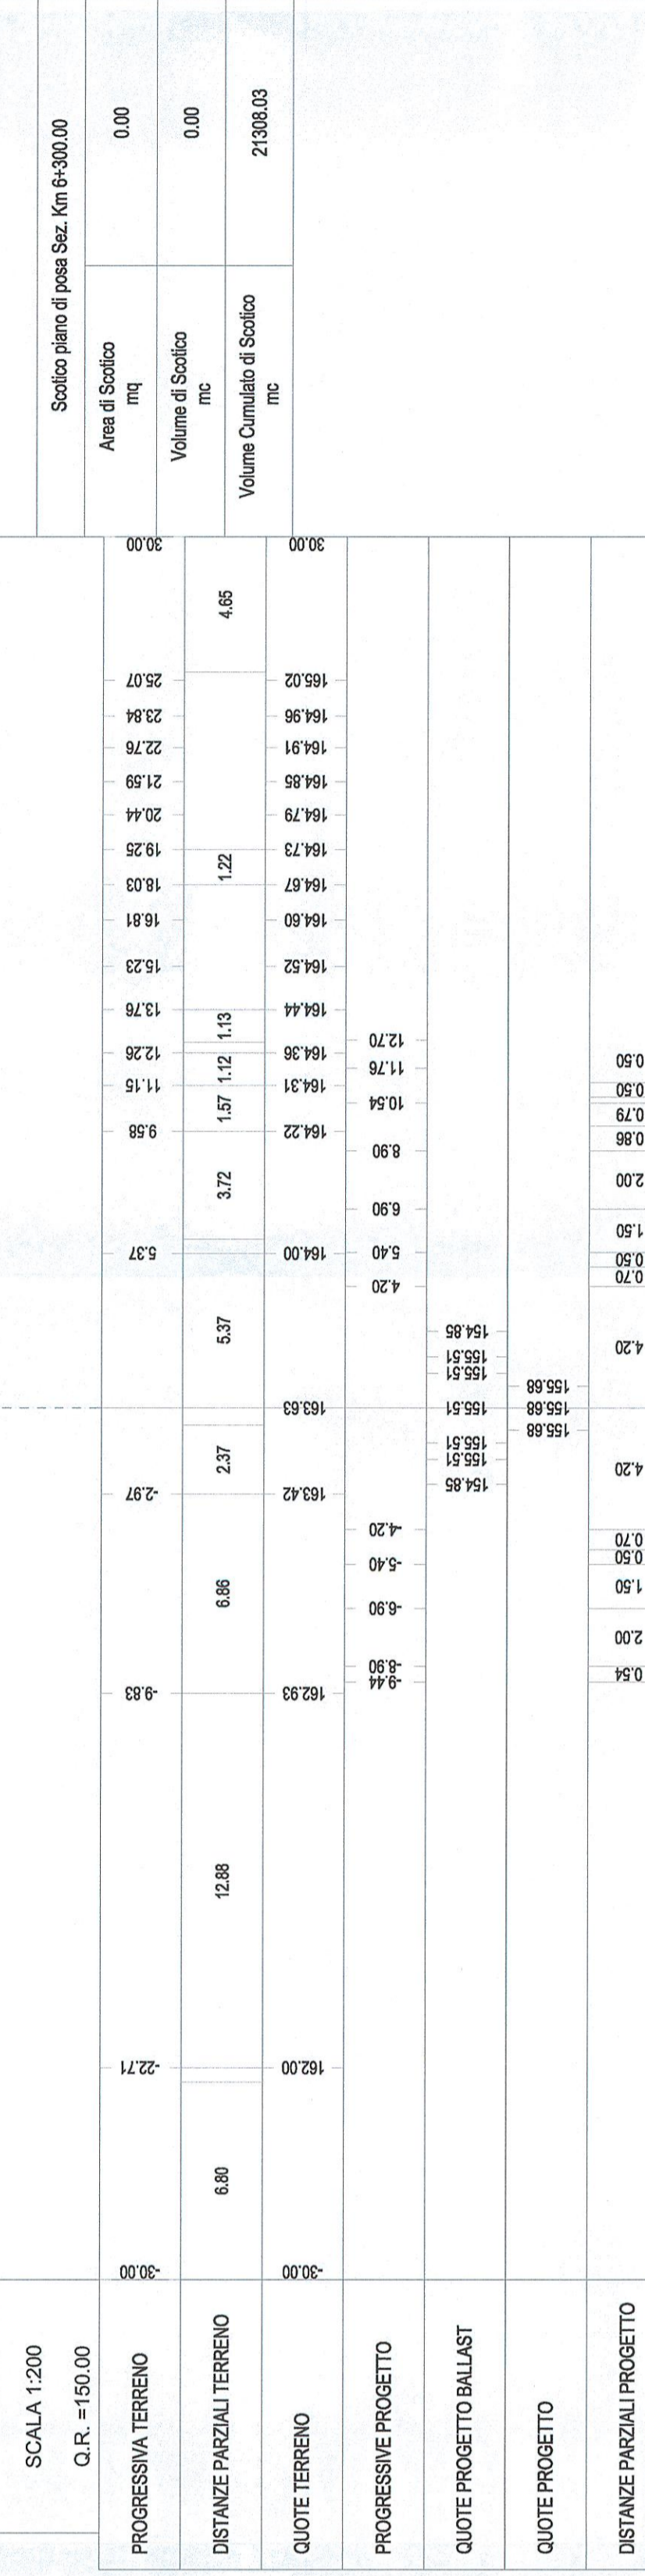 SCALA 1:200
Q.R. =150.00
PROGRESSIVA TERRENO
-30.00 -22.71 -9.83 -2.97 5.37 9.58 11.15 12.26 13.76 15.23 16.81 18.03 19.25 20.44 21.59 22.76 23.84 25.07 30.00
DISTANZE PARZIALI TERRENO
6.80 12.88 6.86 2.37 5.37 3.72 1.57 1.12 1.13 1.22 4.65
QUOTE TERRENO
-30.00 162.00 162.93 163.42 163.63 164.00 164.22 164.31 164.36 164.44 164.52 164.60 164.67 164.73 164.79 164.85 164.91 164.96 165.02 30.00
PROGRESSIVE PROGETTO
-9.44 -8.90 -6.90 -5.40 -4.20 4.20 5.40 6.90 8.90 10.54 11.76 12.70
QUOTE PROGETTO BALLAST
154.85 155.51 155.51 155.51 155.51 155.51 154.85
QUOTE PROGETTO
155.68 155.68 155.68
DISTANZE PARZIALI PROGETTO
0.54 2.00 1.50 0.50 0.70 4.20 4.20 0.70 0.50 1.50 2.00 0.86 0.79 0.50 0.50
Scotico piano di posa Sez. Km 6+300.00
Area di Scotico
mq
0.00
Volume di Scotico
mc
0.00
Volume Cumulato di Scotico
mc
21308.03